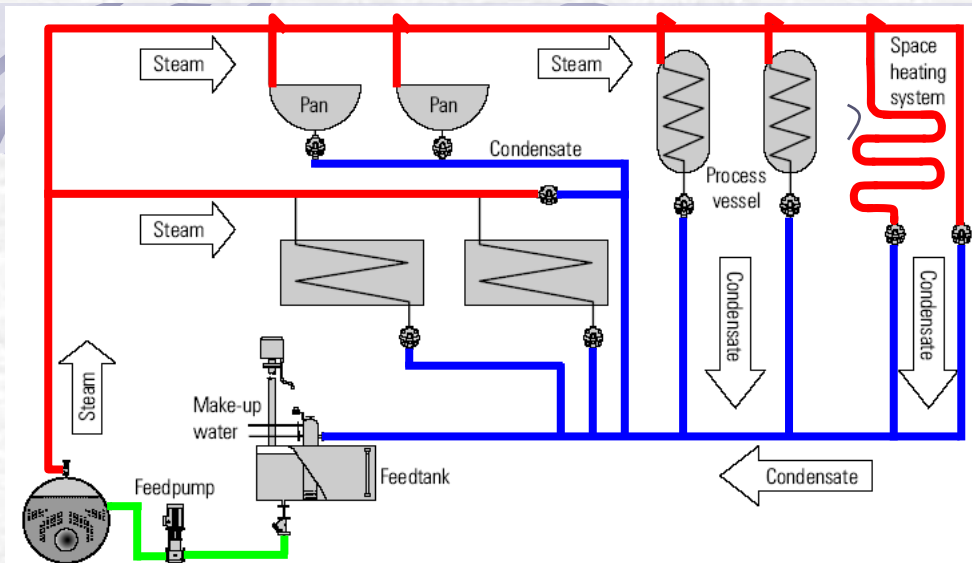 Steam
Pan
Pan
Steam
Space
heating
system
Condensate
Process
vessel
Steam
Condensate
Condensate
Steam
Make-up
water
Feedtank
Condensate
Feedpump